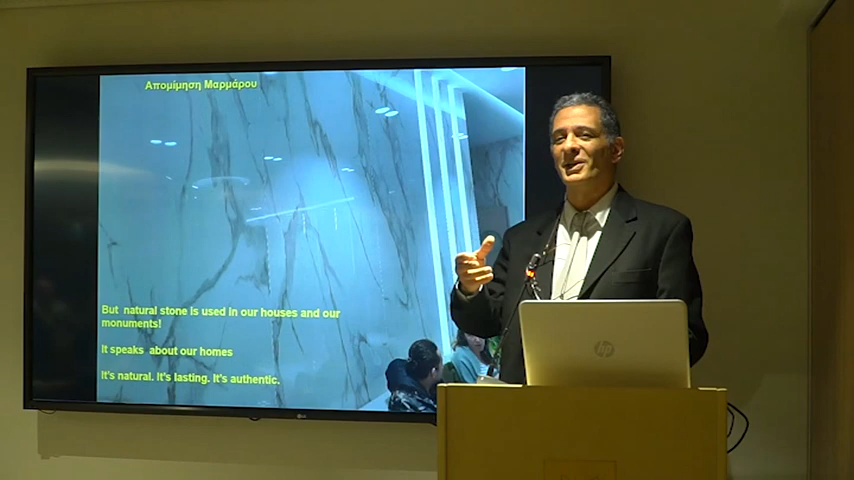 Απομίμηση Μαρμάρου
But natural stone is used in our houses and our
monuments!
It speaks about our homes
It's natural. It's lasting. It's authentic.
LG
hp